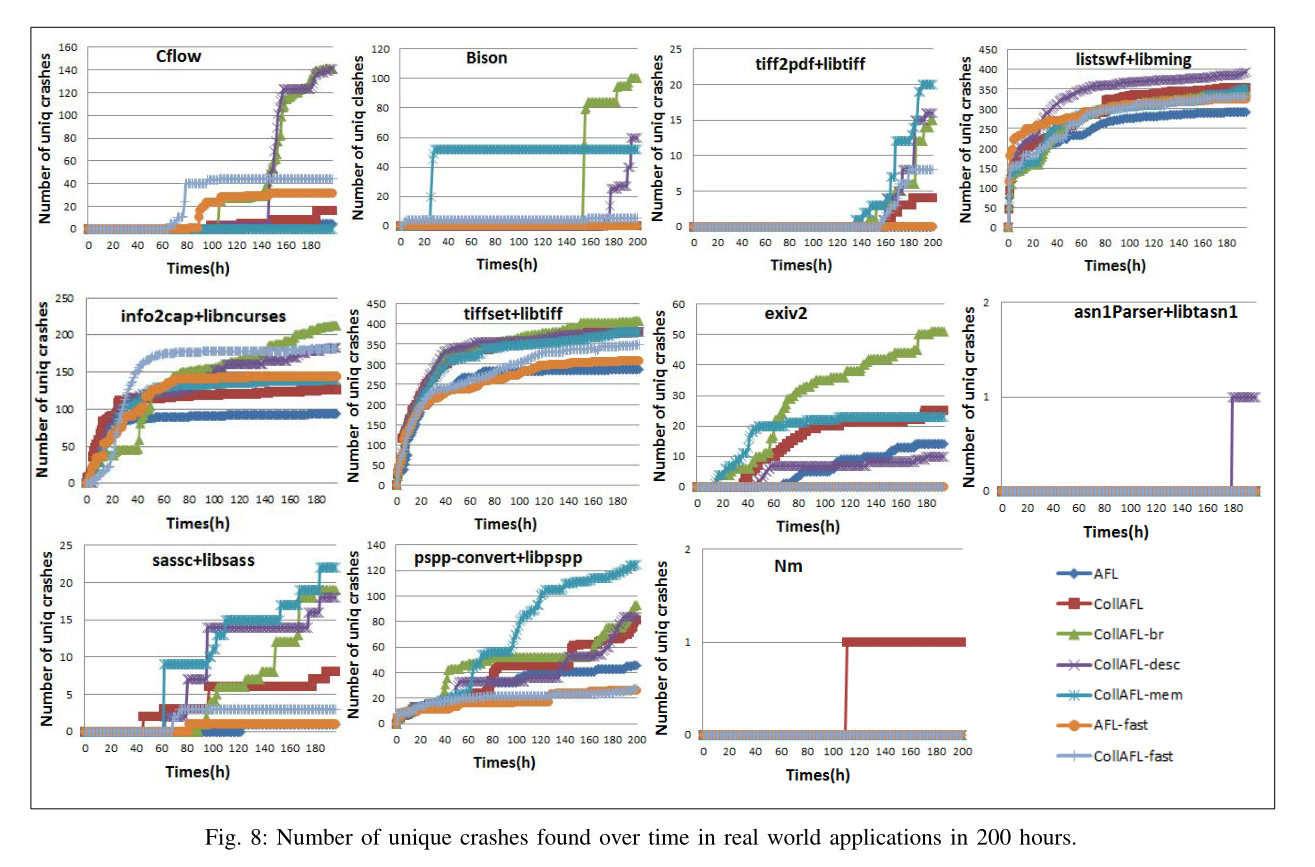 Cflow
Number of uniq crashes
160
140
120
100
80
60
40
20
0
0 20 40 60 80 100 120 140 160 180
Times(h)
Bison
Number of uniq clashes
120
100
80
60
40
20
0
0 20 40 60 80 100 120 140 160 180 200
Times(h)
tiff2pdf+libtiff
Number of uniq crashes
25
20
15
10
5
0
0 20 40 60 80 100 120 140 160 180 200
Times(h)
listswf+libming
Number of uniq crashes
450
400
350
300
250
200
150
100
50
0
0 20 40 60 80 100 120 140 160 180
Times(h)
info2cap+libncurses
Number of uniq crashes
250
200
150
100
50
0
0 20 40 60 80 100 120 140 160 180
Times(h)
tiffset+libtiff
Number of uniq crashes
450
400
350
300
250
200
150
100
50
0
0 20 40 60 80 100 120 140 160 180
Times(h)
exiv2
Number of uniq crashes
60
50
40
30
20
10
0
0 20 40 60 80 100 120 140 160 180
Times(h)
asn1Parser+libtasn1
Number of uniq crashes
2
1
0
0 20 40 60 80 100 120 140 160 180 200
Times(h)
sassc+libsass
Number of uniq crashes
25
20
15
10
5
0
0 20 40 60 80 100 120 140 160 180
Times(h)
pspp-convert+libpspp
Number of uniq crashes
140
120
100
80
60
40
20
0
0 20 40 60 80 100 120 140 160 180 200
Times(h)
Nm
Number of uniq crashes
2
1
0
0 20 40 60 80 100 120 140 160 180 200
Times(h)
AFL
CollAFL
CollAFL-br
CollAFL-desc
CollAFL-mem
AFL-fast
CollAFL-fast
Fig. 8: Number of unique crashes found over time in real world applications in 200 hours.